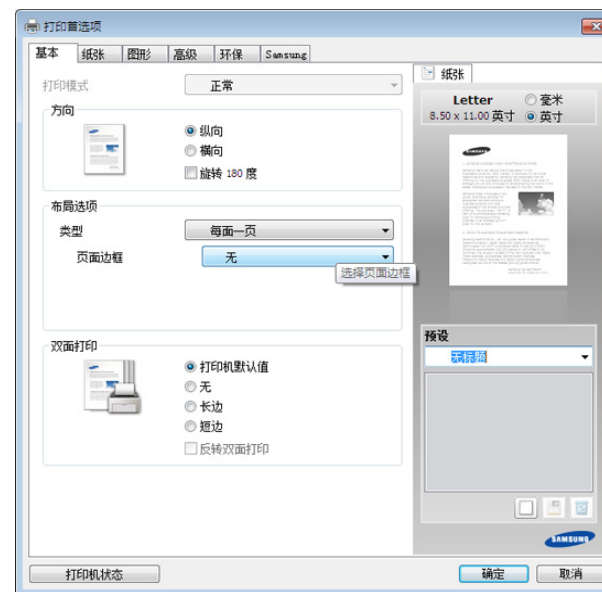 打印首选项
基本 纸张 图形 高级 环保 Samsung
打印模式 正常
方向
纵向
横向
旋转 180 度
布局选项
类型 每面一页
页面边框 无
选择页面边框
双面打印
打印机默认值
无
长边
短边
反转双面打印
纸张
Letter
8.50 x 11.00 英寸
毫米
英寸
预设
无标题
SAMSUNG
打印机状态 确定 取消